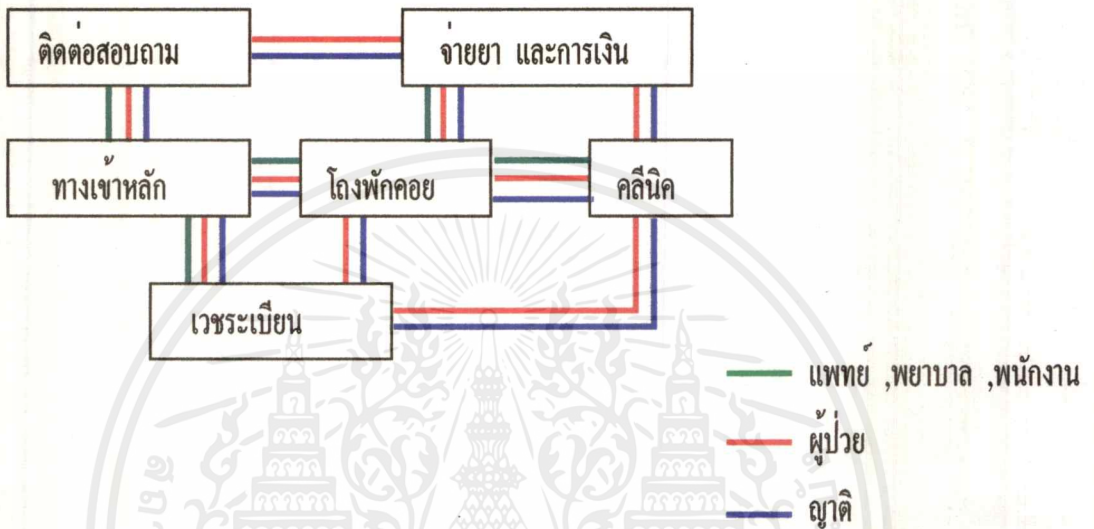 ติดต่อสอบถาม
จ่ายยา และการเงิน
ทางเข้าหลัก
โถงพักคอย
คลีนิค
เวชระเบียน
แพทย์ ,พยาบาล ,พนักงาน
ผู้ป่วย
ญาติ